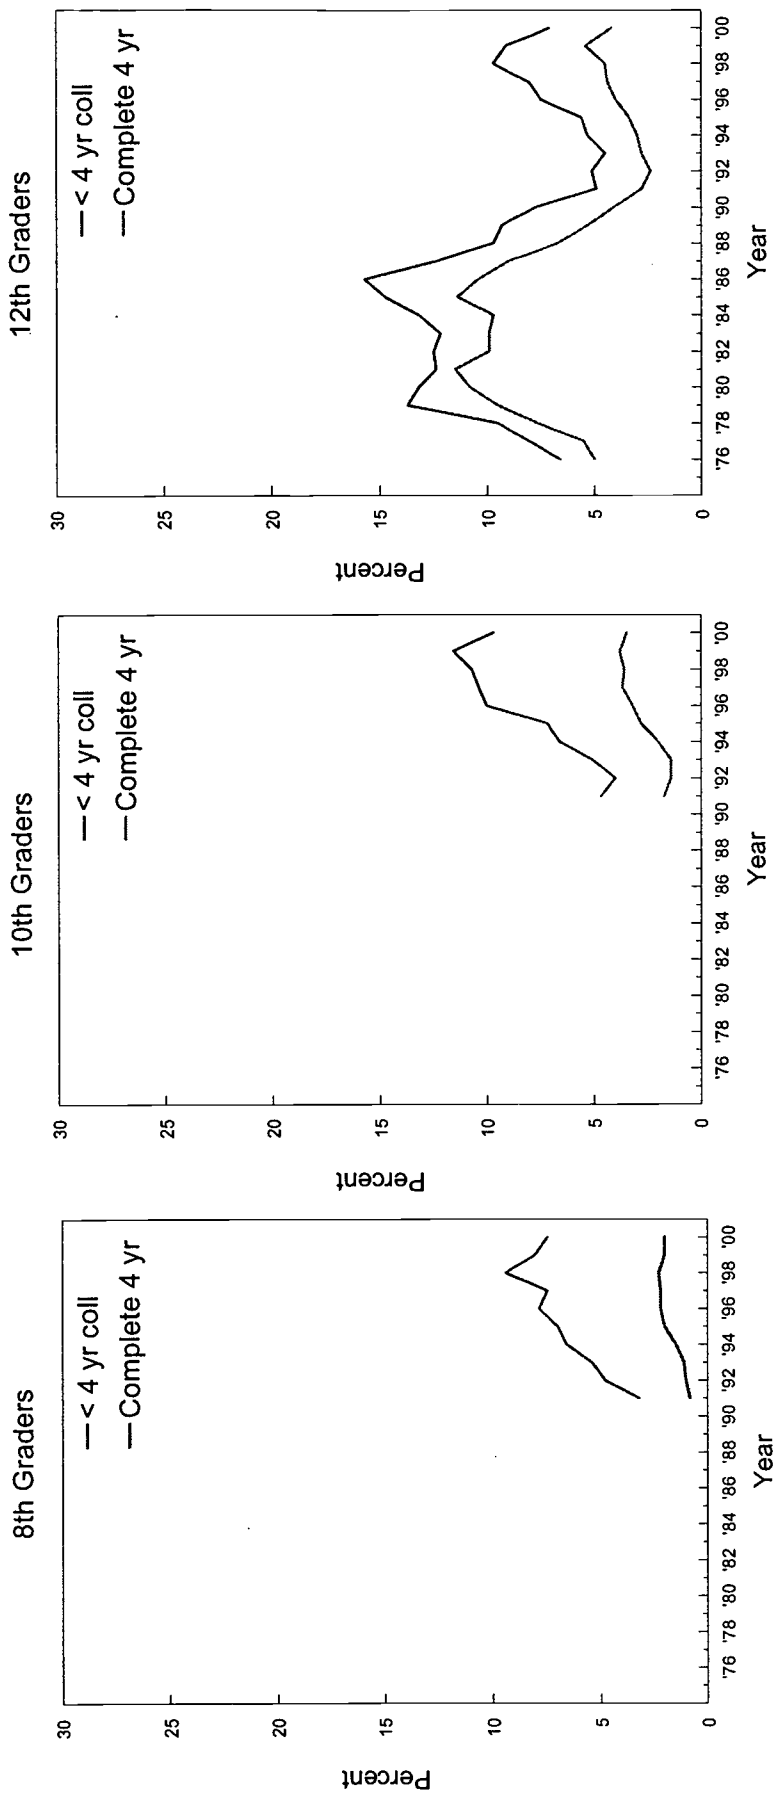 8th Graders
— < 4 yr coll
— Complete 4 yr
30
25
20
15
10
5
0
Percent
'76 '78 '80 '82 '84 '86 '88 '90 '92 '94 '96 '98 '00
Year
10th Graders
— < 4 yr coll
— Complete 4 yr
30
25
20
15
10
5
0
Percent
'76 '78 '80 '82 '84 '86 '88 '90 '92 '94 '96 '98 '00
Year
12th Graders
— < 4 yr coll
— Complete 4 yr
30
25
20
15
10
5
0
Percent
'76 '78 '80 '82 '84 '86 '88 '90 '92 '94 '96 '98 '00
Year